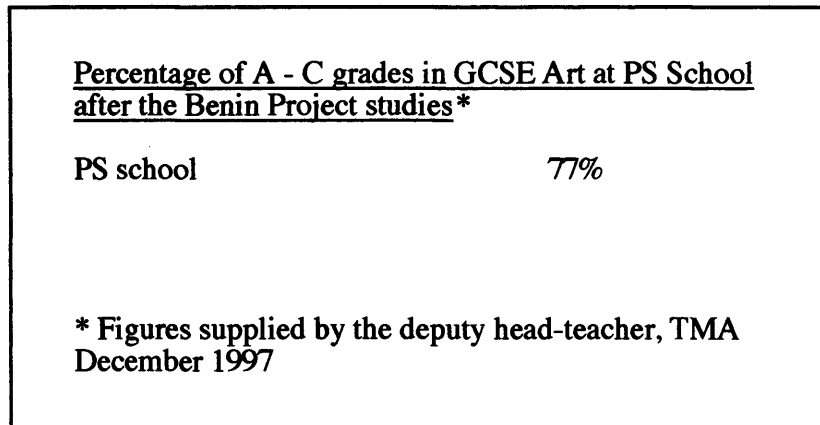 Percentage of A - C grades in GCSE Art at PS School
after the Benin Project studies*
PS school 77%
* Figures supplied by the deputy head-teacher, TMA
December 1997